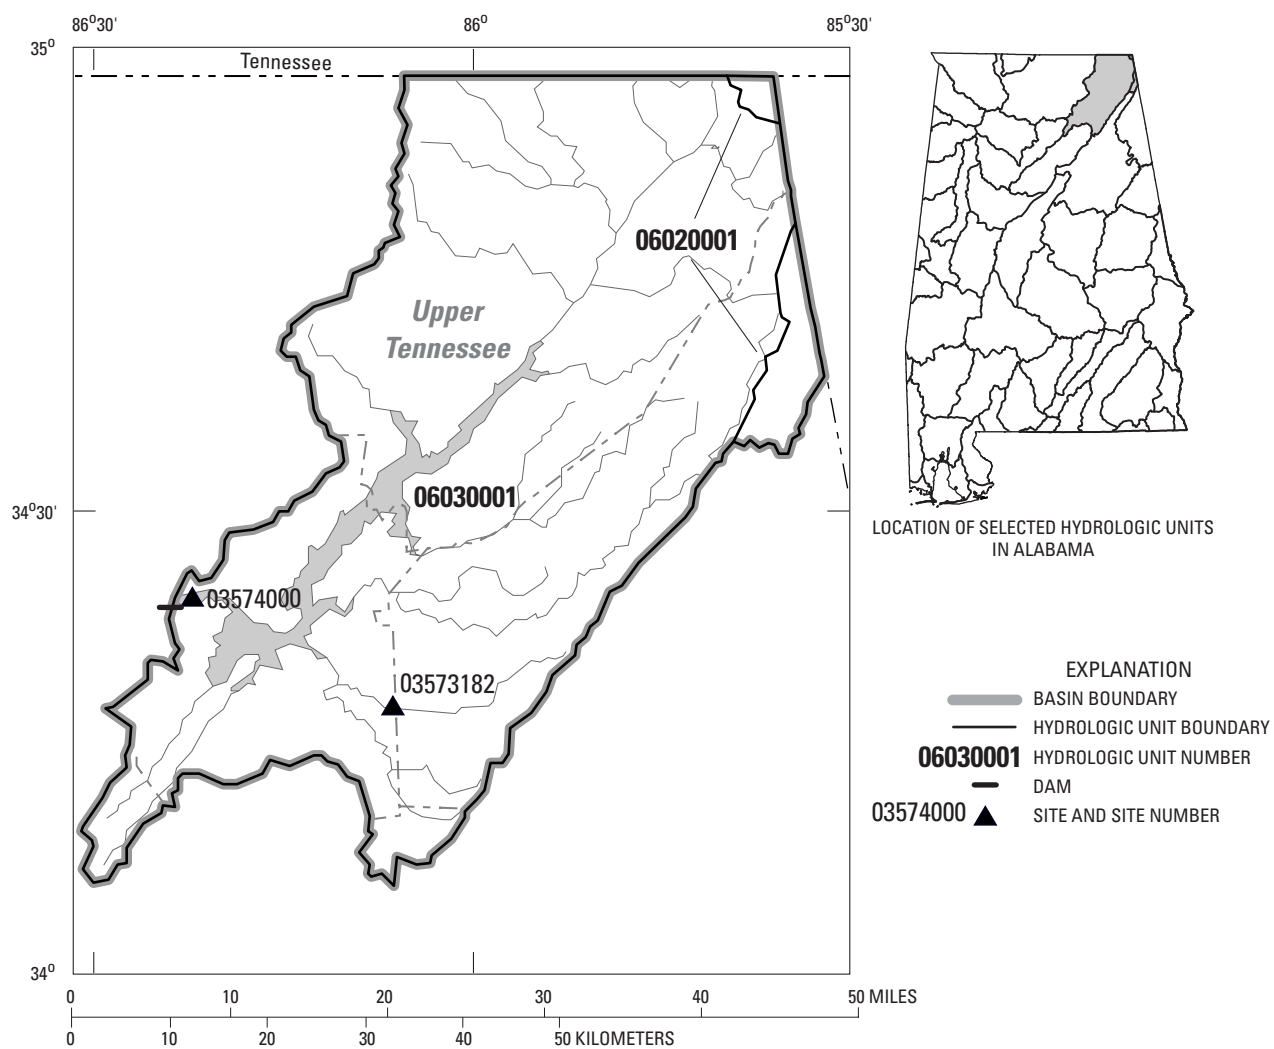 86°30'
86°
85°30'
35°
Tennessee
06020001
Upper
Tennessee
06030001
34°30'
LOCATION OF SELECTED HYDROLOGIC UNITS
IN ALABAMA
03574000
03573182
EXPLANATION
BASIN BOUNDARY
HYDROLOGIC UNIT BOUNDARY
06030001 HYDROLOGIC UNIT NUMBER
DAM
03574000 SITE AND SITE NUMBER
34°
0 10 20 30 40 50 MILES
0 10 20 30 40 50 KILOMETERS